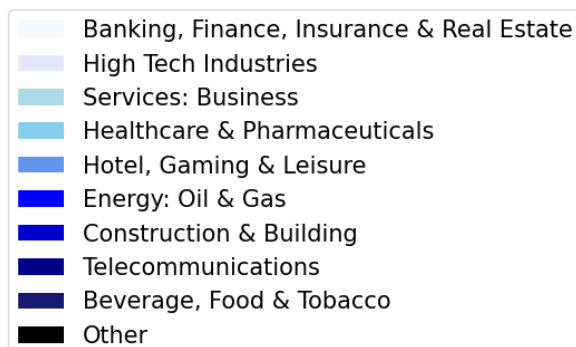 Banking, Finance, Insurance & Real Estate
High Tech Industries
Services: Business
Healthcare & Pharmaceuticals
Hotel, Gaming & Leisure
Energy: Oil & Gas
Construction & Building
Telecommunications
Beverage, Food & Tobacco
Other